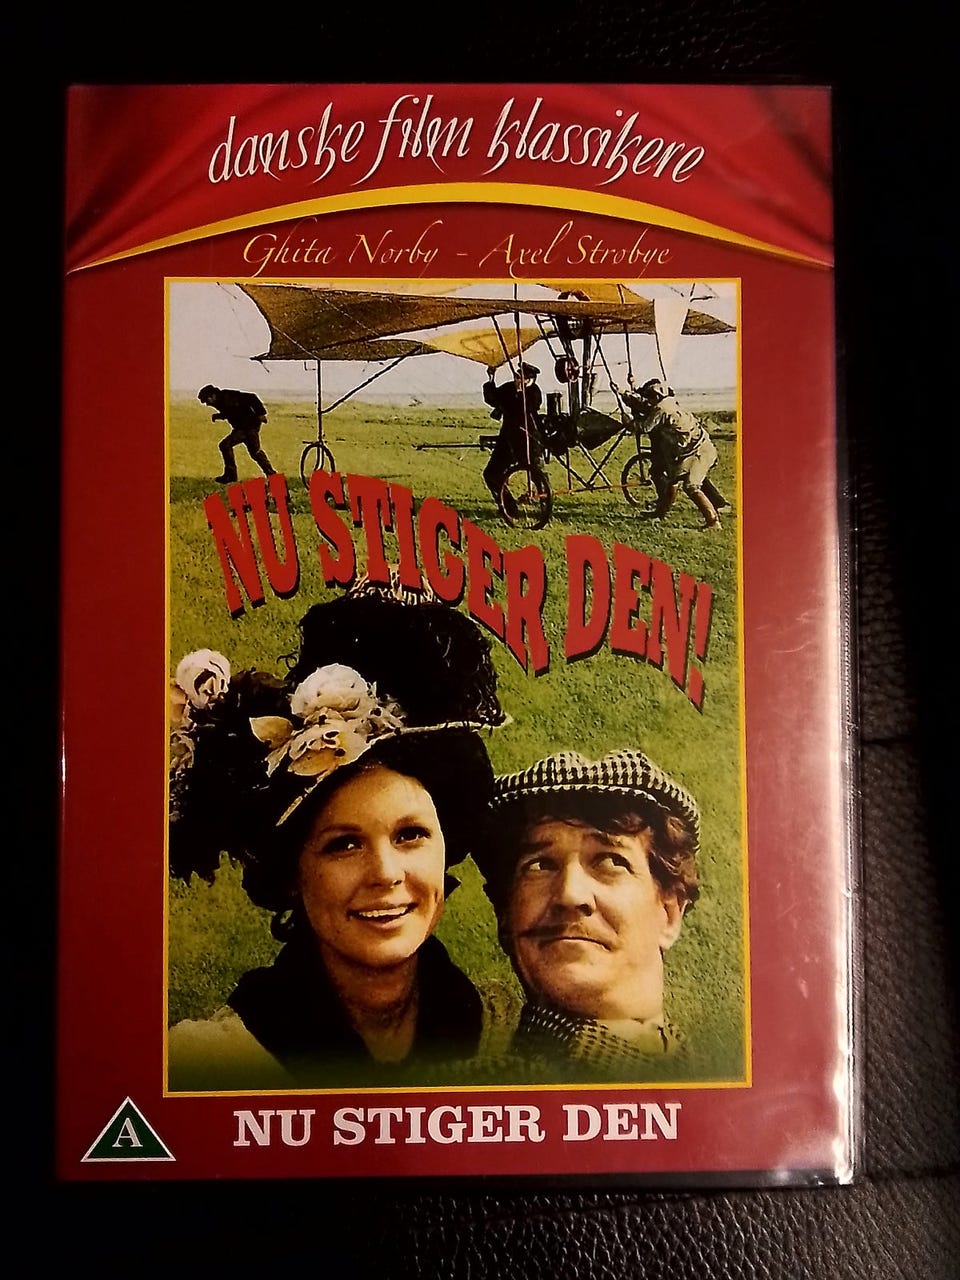 danske film klassikere
Ghita Norby - Axel Strobye
NU STIGER DEN!
NU STIGER DEN
A